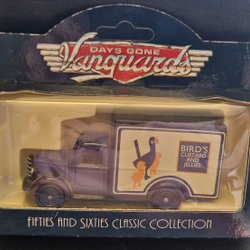 DAYS GONE
Vanguards
BIRD'S
CUSTARD
AND
JELLIES
FIFTIES AND SIXTIES CLASSIC COLLECTION